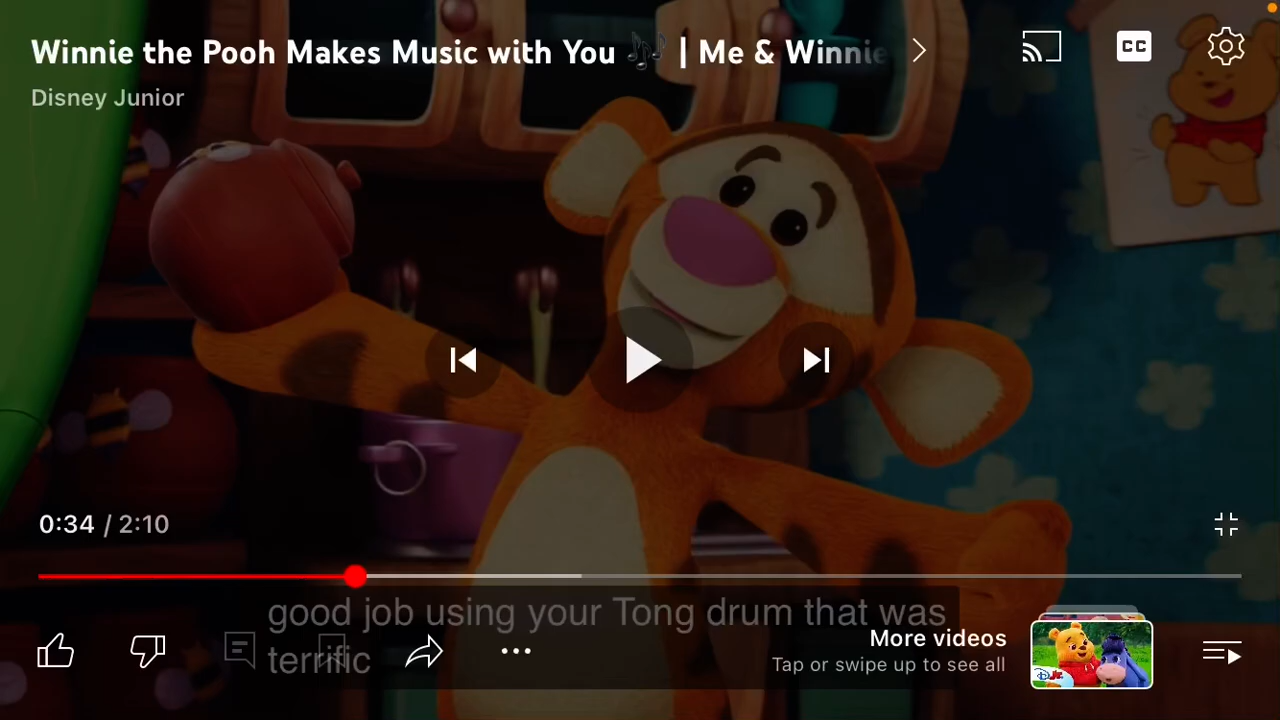 Winnie the Pooh Makes Music with You 🎶 | Me & Winnie
Disney Junior
CC
0:34 / 2:10
good job using your Tong drum that was
terrific
More videos
Tap or swipe up to see all